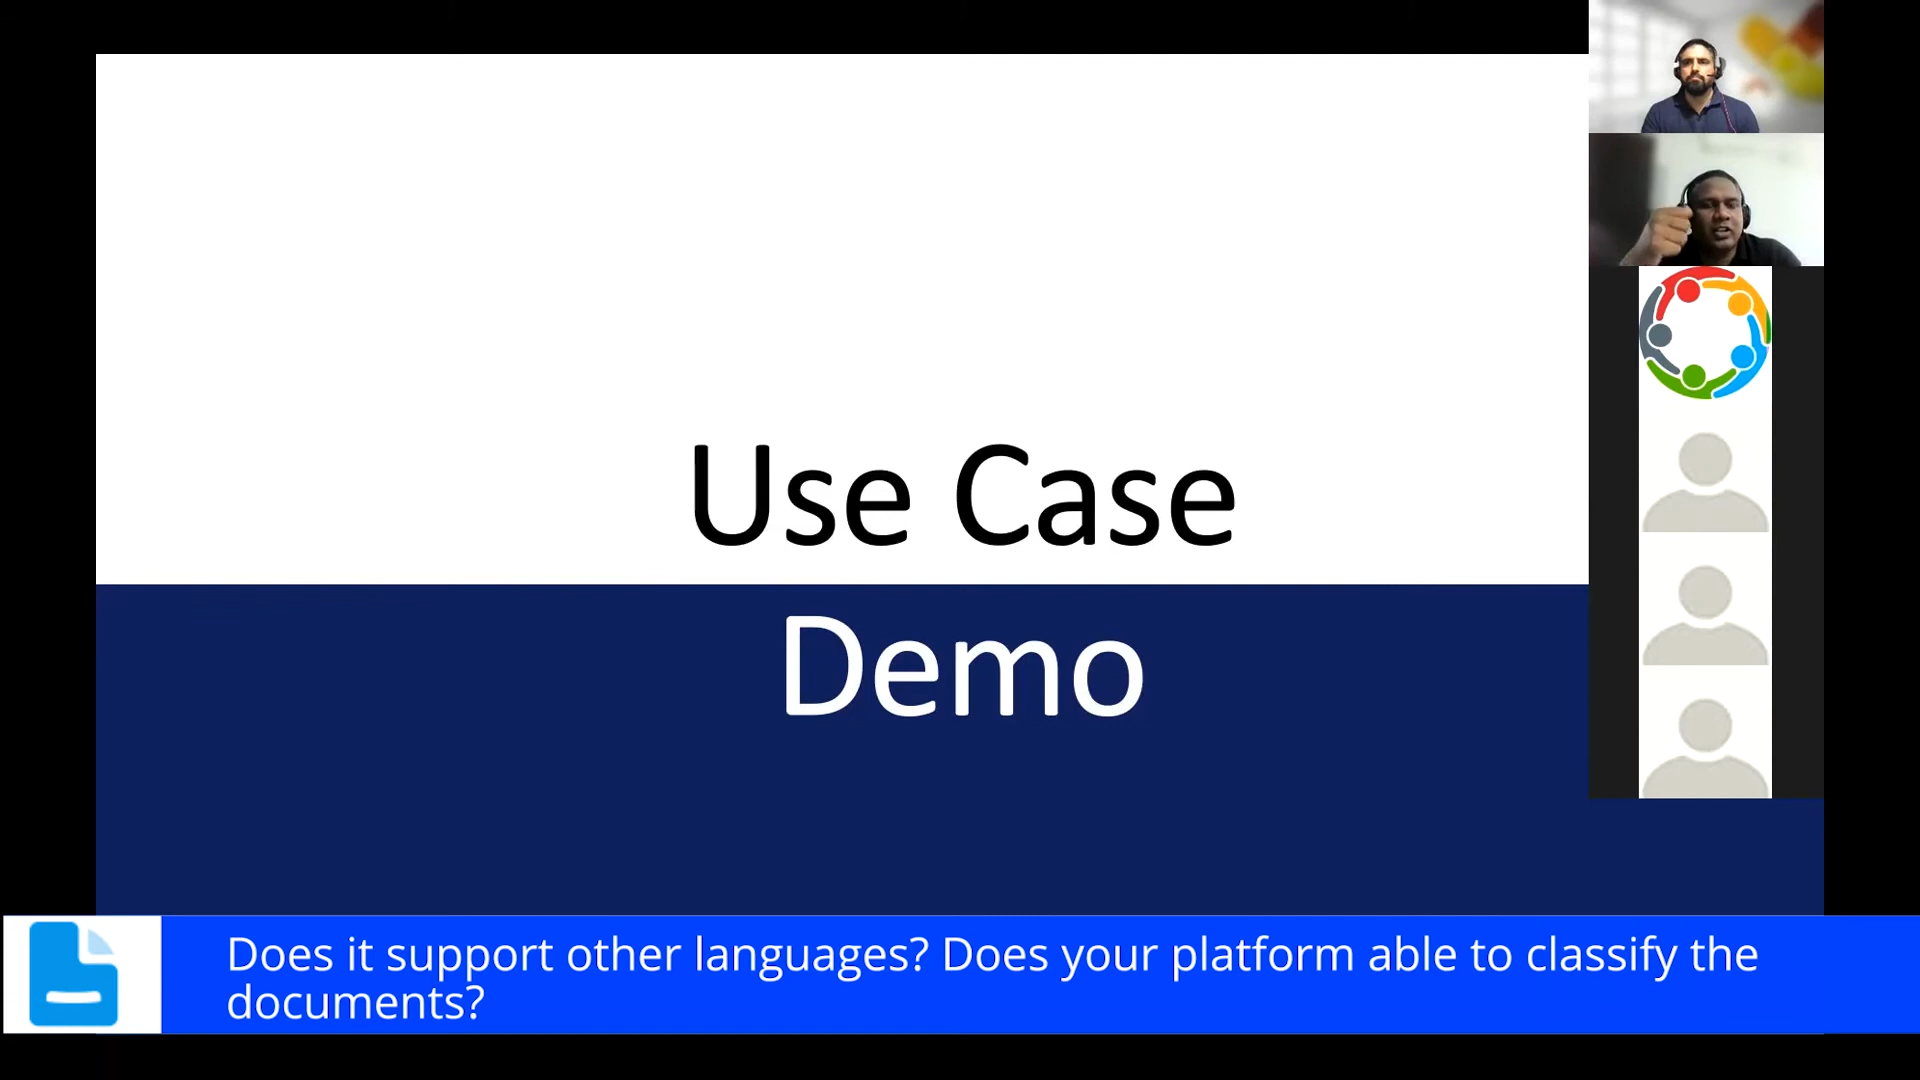 Use Case
Demo
Does it support other languages? Does your platform able to classify the
documents?